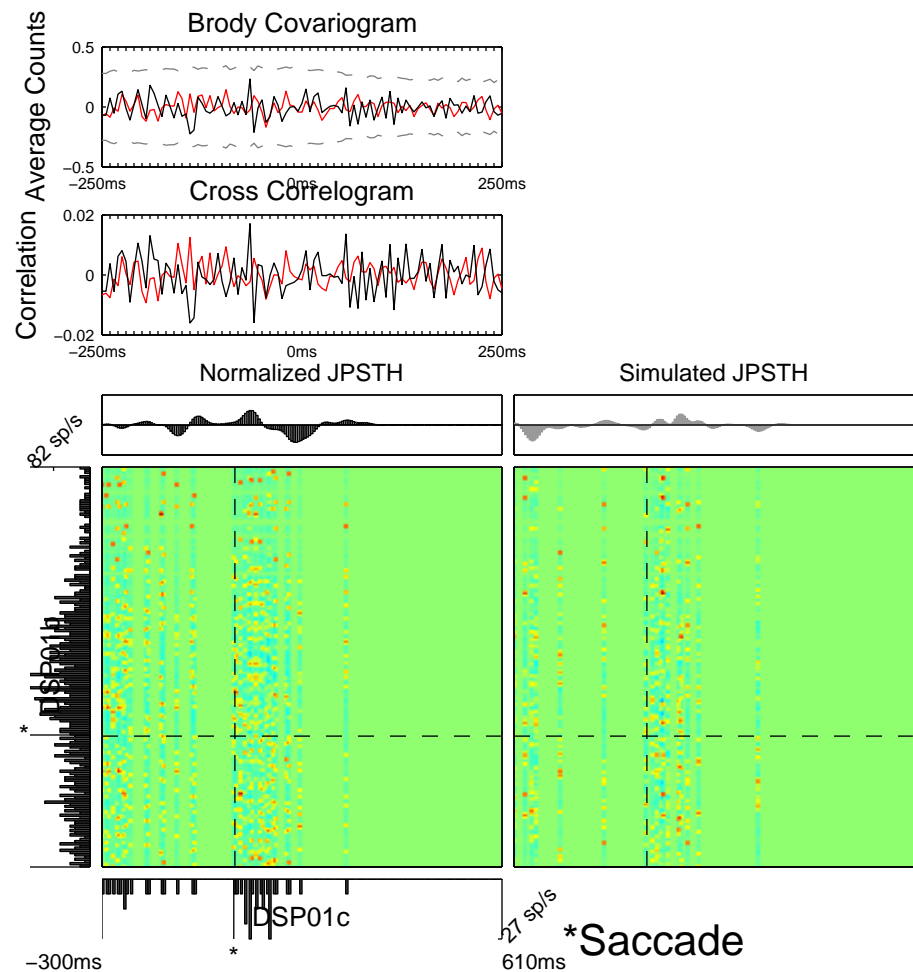 Brody Covariogram
Average Counts
0.5
0
−0.5
−250ms
0ms
250ms
Cross Correlogram
Correlation
0.02
0
−0.02
−250ms
0ms
250ms
Normalized JPSTH
Simulated JPSTH
82 sp/s
*
DSP01c
27 sp/s
*
*Saccade
−300ms
610ms